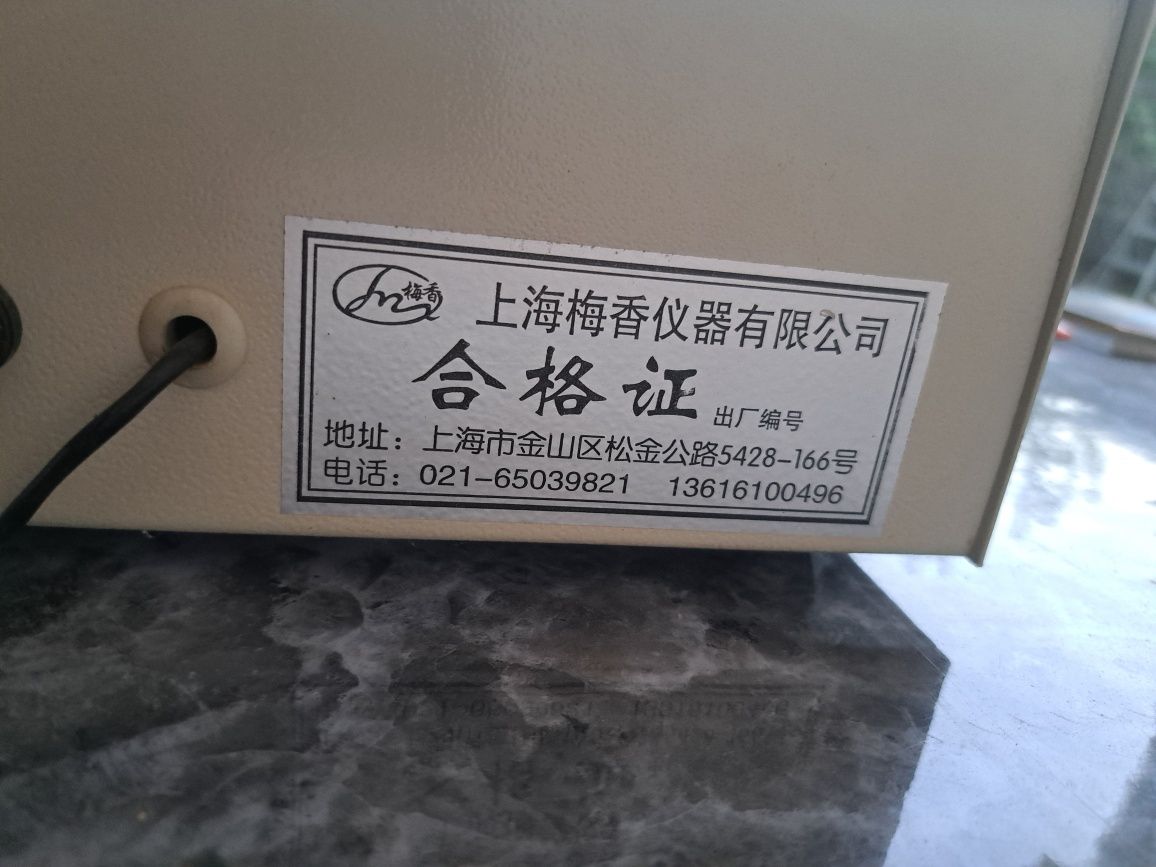 梅香
上海梅香仪器有限公司
合格证
出厂编号
地址：上海市金山区松金公路5428-166号
电话：021-65039821 13616100496